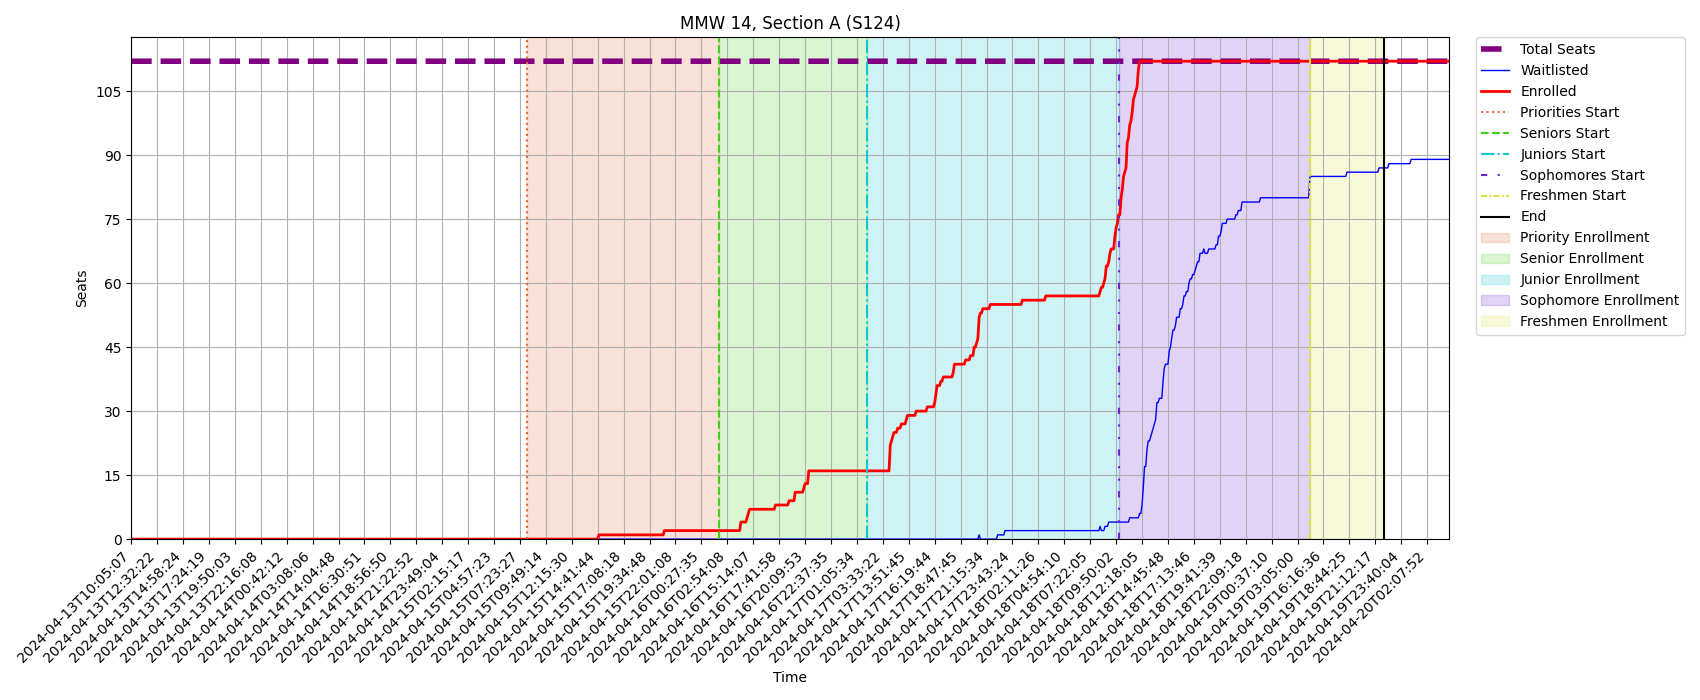 MMW 14, Section A (S124)
Total Seats
Waitlisted
Enrolled
Priorities Start
Seniors Start
Juniors Start
Sophomores Start
Freshmen Start
End
Priority Enrollment
Senior Enrollment
Junior Enrollment
Sophomore Enrollment
Freshmen Enrollment
Seats
105
90
75
60
45
30
15
0
2024-04-13T10:05:07
2024-04-13T12:32:22
2024-04-13T14:58:24
2024-04-13T17:24:19
2024-04-13T19:50:03
2024-04-13T22:16:08
2024-04-14T00:42:12
2024-04-14T03:08:06
2024-04-14T14:04:48
2024-04-14T16:30:51
2024-04-14T18:56:50
2024-04-14T21:22:52
2024-04-14T23:49:04
2024-04-15T02:15:17
2024-04-15T04:57:23
2024-04-15T07:23:27
2024-04-15T09:49:14
2024-04-15T12:15:30
2024-04-15T14:41:44
2024-04-15T17:08:19
2024-04-15T19:34:48
2024-04-15T22:01:08
2024-04-16T00:27:35
2024-04-16T02:54:08
2024-04-16T15:14:07
2024-04-16T17:41:58
2024-04-16T20:09:53
2024-04-16T22:37:35
2024-04-17T01:05:34
2024-04-17T03:33:22
2024-04-17T13:51:45
2024-04-17T16:19:44
2024-04-17T18:47:45
2024-04-17T21:15:34
2024-04-17T23:43:24
2024-04-18T02:11:26
2024-04-18T04:54:10
2024-04-18T07:22:05
2024-04-18T09:50:02
2024-04-18T12:18:05
2024-04-18T14:45:48
2024-04-18T17:13:46
2024-04-18T19:41:39
2024-04-18T22:09:18
2024-04-19T00:37:10
2024-04-19T03:05:00
2024-04-19T16:16:36
2024-04-19T18:44:25
2024-04-19T21:12:17
2024-04-19T23:40:04
2024-04-20T02:07:52
Time